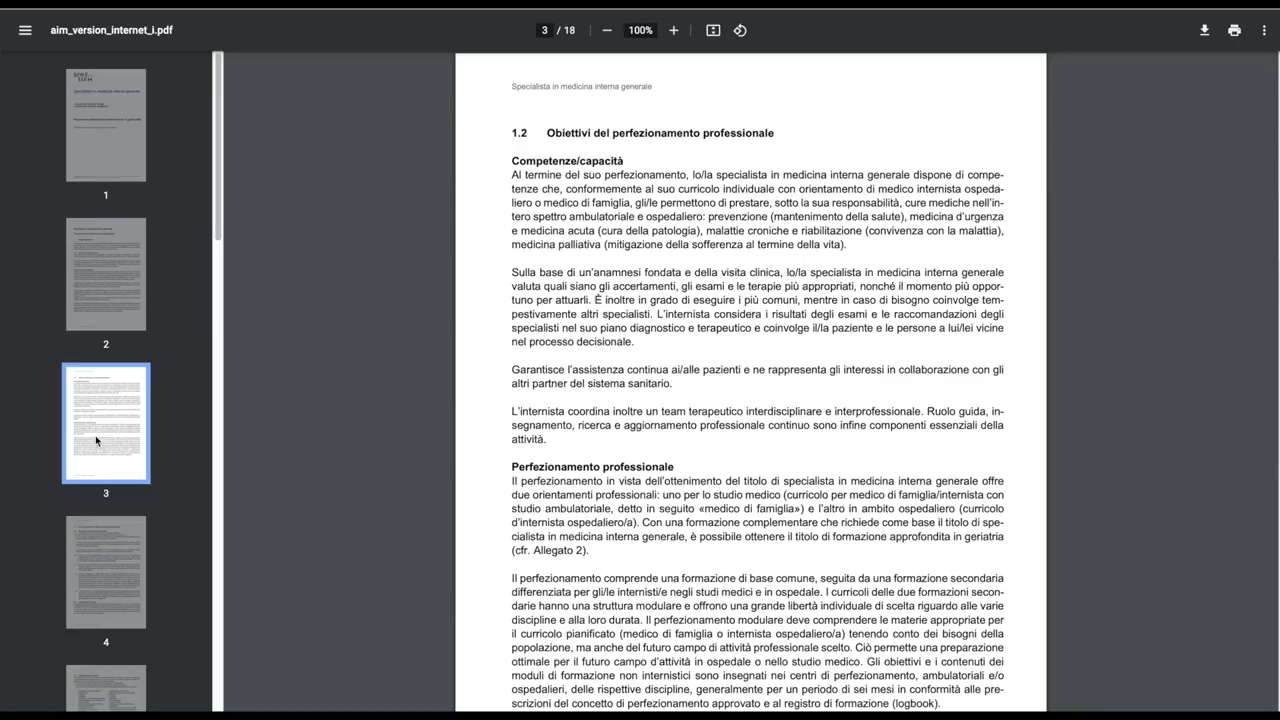 aim_version_internet_i.pdf
3 / 18
100%
1
2
3
4
Specialista in medicina interna generale
1.2 Obiettivi del perfezionamento professionale
Competenze/capacità
Al termine del suo perfezionamento, lo/la specialista in medicina interna generale dispone di compe-
tenze che, conformemente al suo curricolo individuale con orientamento di medico internista ospeda-
liero o medico di famiglia, gli/le permettono di prestare, sotto la sua responsabilità, cure mediche nell'in-
tero spettro ambulatoriale e ospedaliero: prevenzione (mantenimento della salute), medicina d'urgenza
e medicina acuta (cura della patologia), malattie croniche e riabilitazione (convivenza con la malattia),
medicina palliativa (mitigazione della sofferenza al termine della vita).
Sulla base di un'anamnesi fondata e della visita clinica, lo/la specialista in medicina interna generale
valuta quali siano gli accertamenti, gli esami e le terapie più appropriati, nonché il momento più oppor-
tuno per attuarli. È inoltre in grado di eseguire i più comuni, mentre in caso di bisogno coinvolge tem-
pestivamente altri specialisti. L'internista considera i risultati degli esami e le raccomandazioni degli
specialisti nel suo piano diagnostico e terapeutico e coinvolge il/la paziente e le persone a lui/lei vicine
nel processo decisionale.
Garantisce l'assistenza continua ai/alle pazienti e ne rappresenta gli interessi in collaborazione con gli
altri partner del sistema sanitario.
L'internista coordina inoltre un team terapeutico interdisciplinare e interprofessionale. Ruolo guida, in-
segnamento, ricerca e aggiornamento professionale continuo sono infine componenti essenziali della
attività.
Perfezionamento professionale
Il perfezionamento in vista dell'ottenimento del titolo di specialista in medicina interna generale offre
due orientamenti professionali: uno per lo studio medico (curricolo per medico di famiglia/internista con
studio ambulatoriale, detto in seguito «medico di famiglia») e l'altro in ambito ospedaliero (curricolo
d'internista ospedaliero/a). Con una formazione complementare che richiede come base il titolo di spe-
cialista in medicina interna generale, è possibile ottenere il titolo di formazione approfondita in geriatria
(cfr. Allegato 2).
Il perfezionamento comprende una formazione di base comune, seguita da una formazione secondaria
differenziata per gli/le internisti/e negli studi medici e in ospedale. I curricoli delle due formazioni secon-
darie hanno una struttura modulare e offrono una grande libertà individuale di scelta riguardo alle varie
discipline e alla loro durata. Il perfezionamento modulare deve comprendere le materie appropriate per
il curricolo pianificato (medico di famiglia o internista ospedaliero/a) tenendo conto dei bisogni della
popolazione, ma anche del futuro campo di attività professionale scelto. Ciò permette una preparazione
ottimale per il futuro campo d'attività in ospedale o nello studio medico. Gli obiettivi e i contenuti dei
moduli di formazione non internistici sono insegnati nei centri di perfezionamento, ambulatoriali e/o
ospedalieri, delle rispettive discipline, generalmente per un periodo di sei mesi in conformità alle pre-
scrizioni del concetto di perfezionamento approvato e al registro di formazione (logbook).